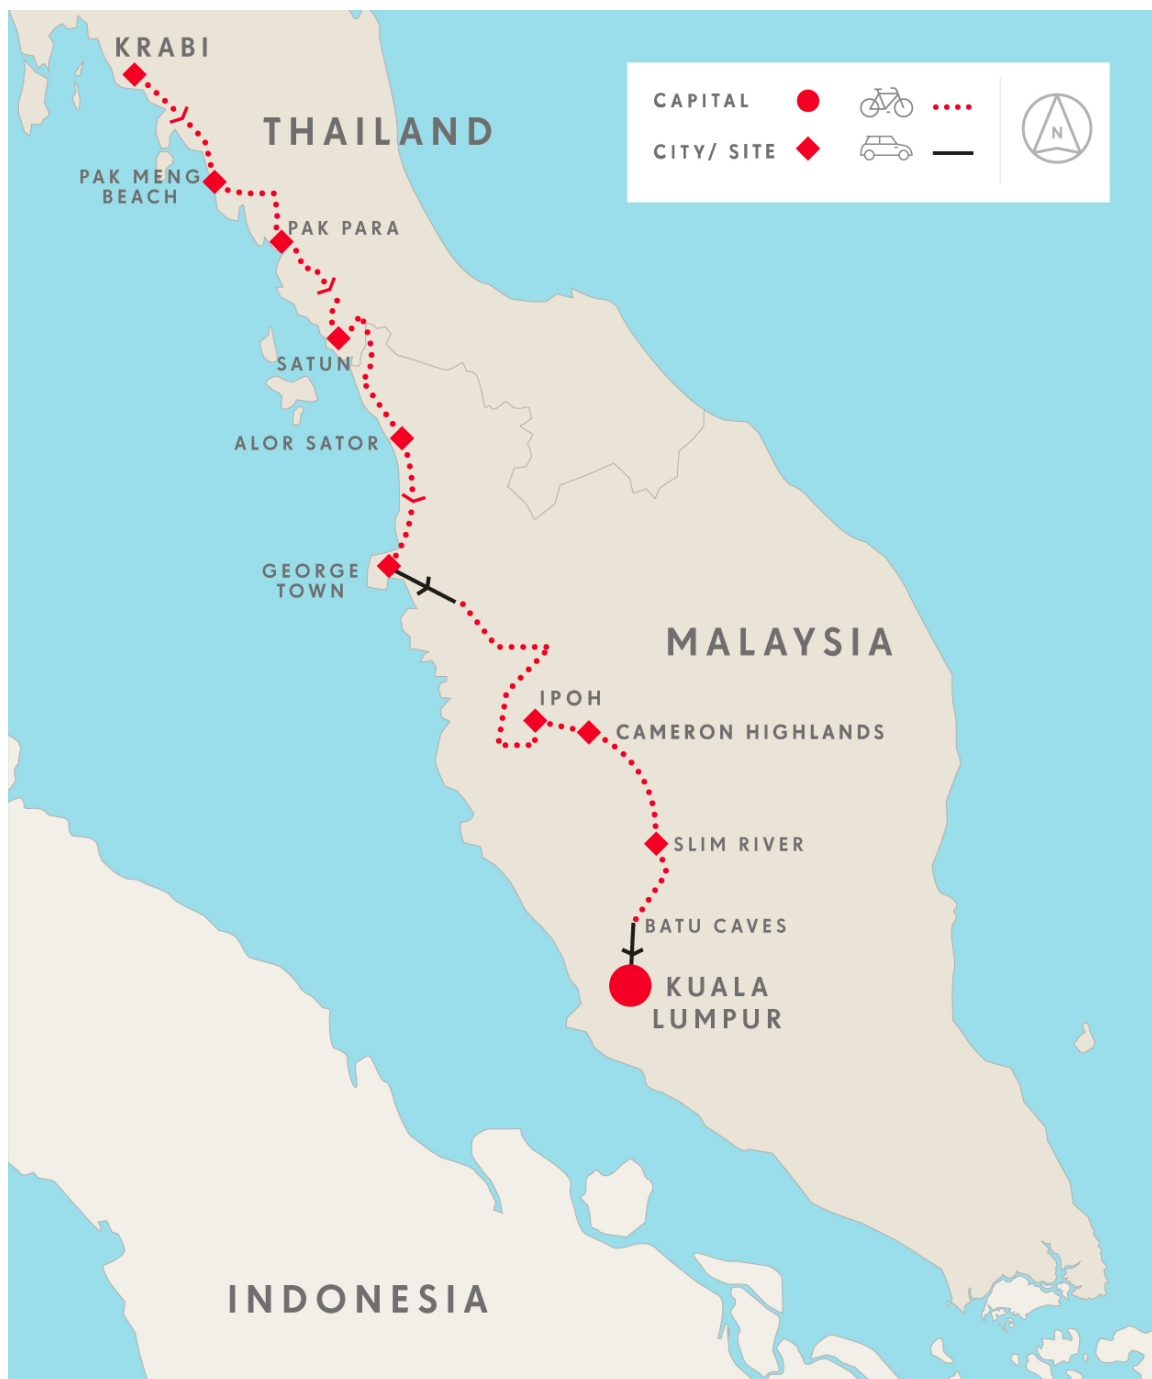 KRABI
THAILAND
CAPITAL
CITY/ SITE
N
PAK MENG
BEACH
PAK PARA
SATUN
ALOR SATOR
GEORGE
TOWN
MALAYSIA
IPOH
CAMERON HIGHLANDS
SLIM RIVER
BATU CAVES
KUALA
LUMPUR
INDONESIA